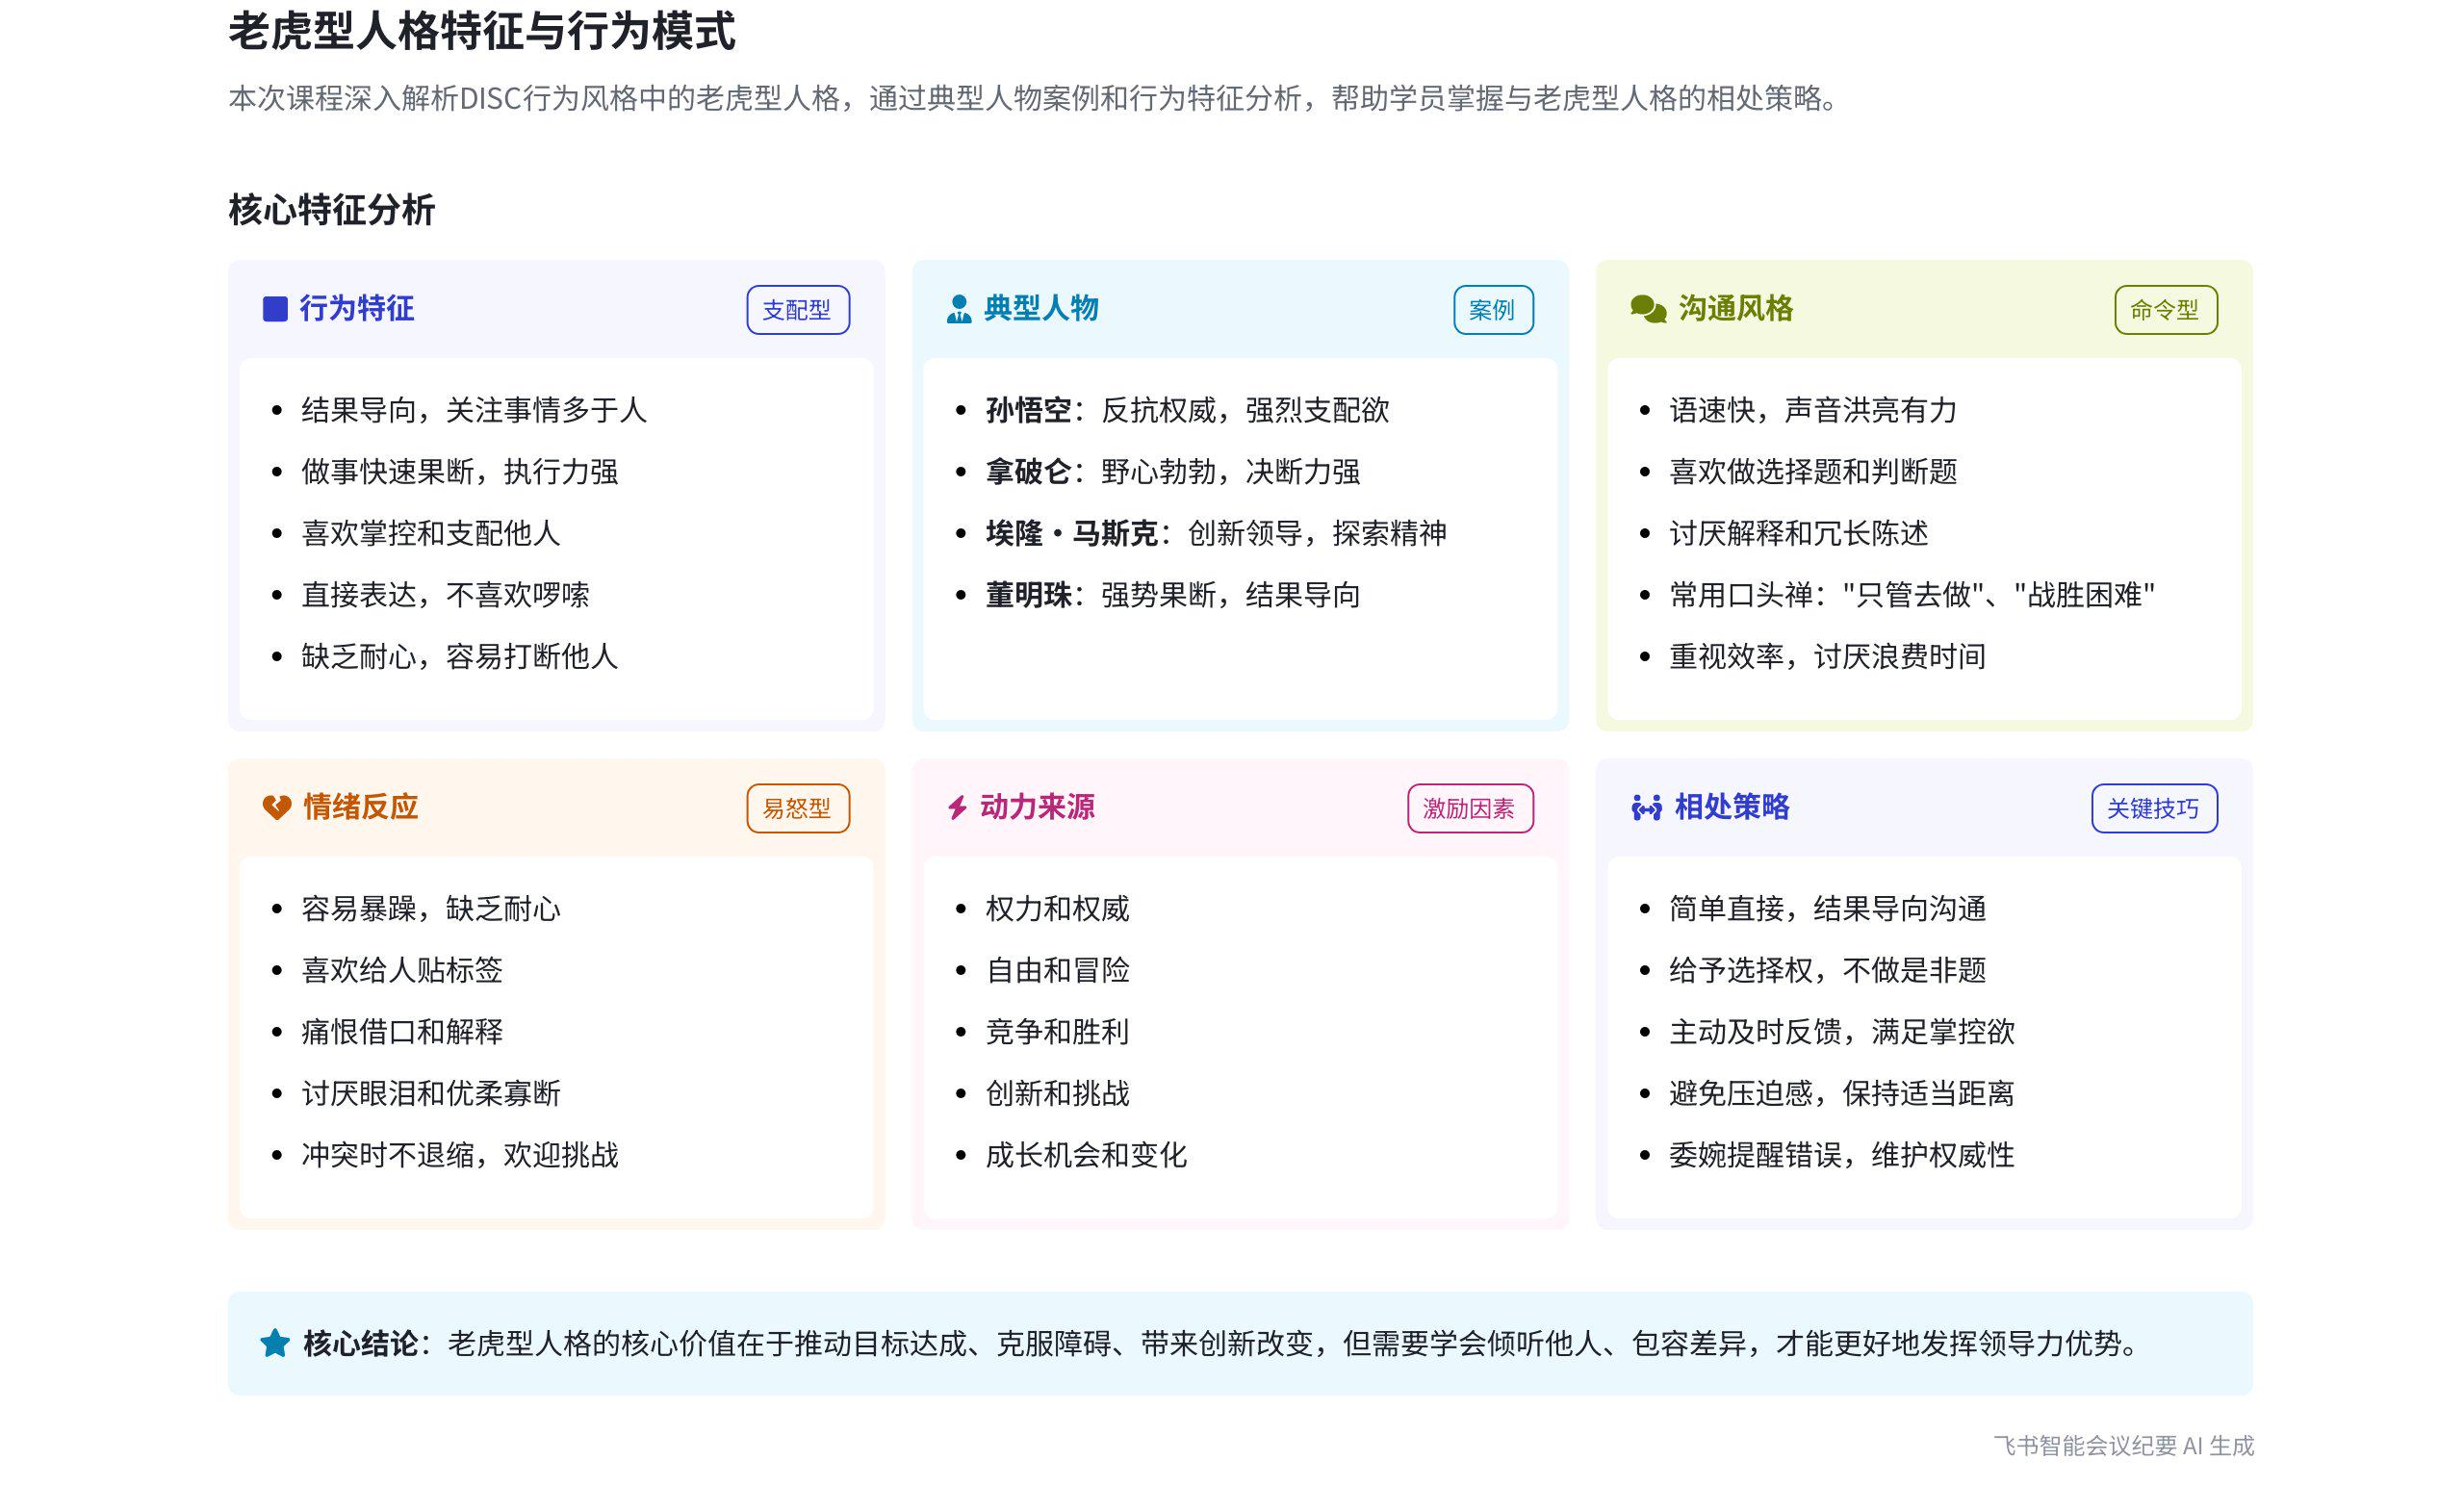 老虎型人格特征与行为模式
本次课程深入解析DISC行为风格中的老虎型人格，通过典型人物案例和行为特征分析，帮助学员掌握与老虎型人格的相处策略。
核心特征分析
行为特征
支配型
结果导向，关注事情多于人
做事快速果断，执行力强
喜欢掌控和支配他人
直接表达，不喜欢啰嗦
缺乏耐心，容易打断他人
典型人物
案例
孙悟空：反抗权威，强烈支配欲
拿破仑：野心勃勃，决断力强
埃隆·马斯克：创新领导，探索精神
董明珠：强势果断，结果导向
沟通风格
命令型
语速快，声音洪亮有力
喜欢做选择题和判断题
讨厌解释和冗长陈述
常用口头禅："只管去做"、"战胜困难"
重视效率，讨厌浪费时间
情绪反应
易怒型
容易暴躁，缺乏耐心
喜欢给人贴标签
痛恨借口和解释
讨厌眼泪和优柔寡断
冲突时不退缩，欢迎挑战
动力来源
激励因素
权力和权威
自由和冒险
竞争和胜利
创新和挑战
成长机会和变化
相处策略
关键技巧
简单直接，结果导向沟通
给予选择权，不做是非题
主动及时反馈，满足掌控欲
避免压迫感，保持适当距离
委婉提醒错误，维护权威性
核心结论：老虎型人格的核心价值在于推动目标达成、克服障碍、带来创新改变，但需要学会倾听他人、包容差异，才能更好地发挥领导力优势。
飞书智能会议纪要 AI 生成